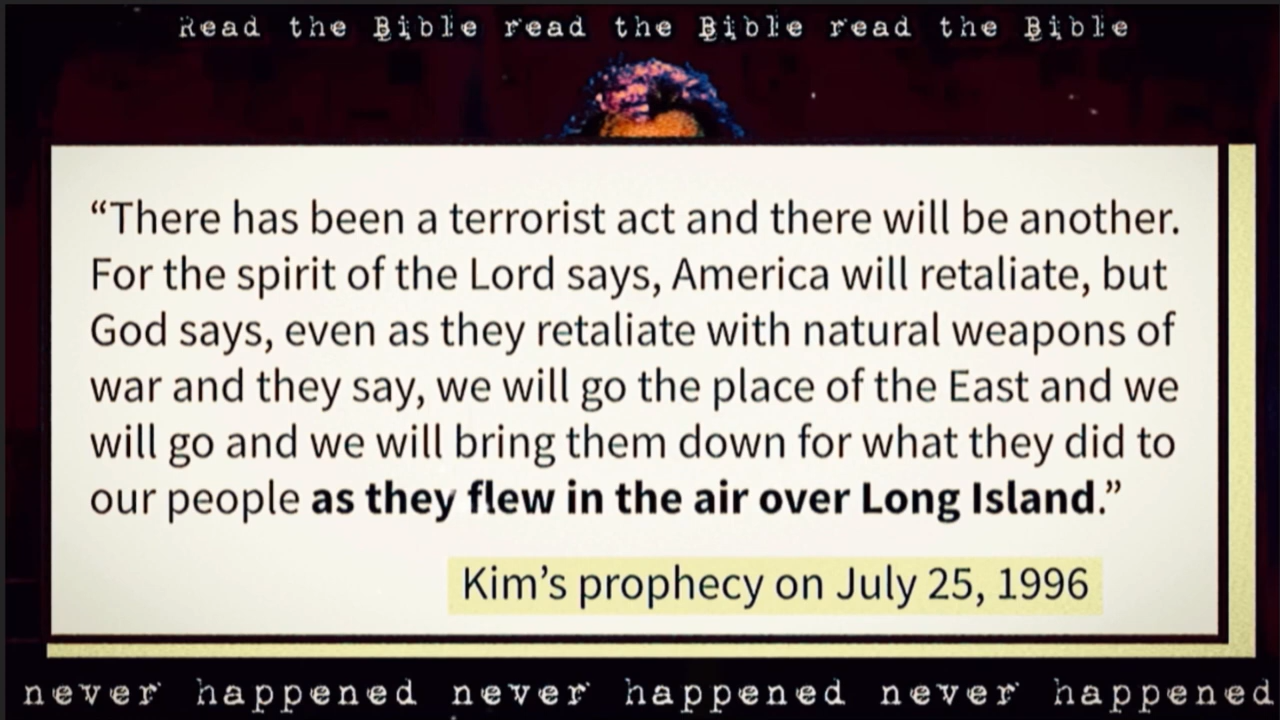 Read the Bible read the Bible read the Bible
“There has been a terrorist act and there will be another.
For the spirit of the Lord says, America will retaliate, but
God says, even as they retaliate with natural weapons of
war and they say, we will go the place of the East and we
will go and we will bring them down for what they did to
our people as they flew in the air over Long Island.”
Kim’s prophecy on July 25, 1996
never happened never happened never happened